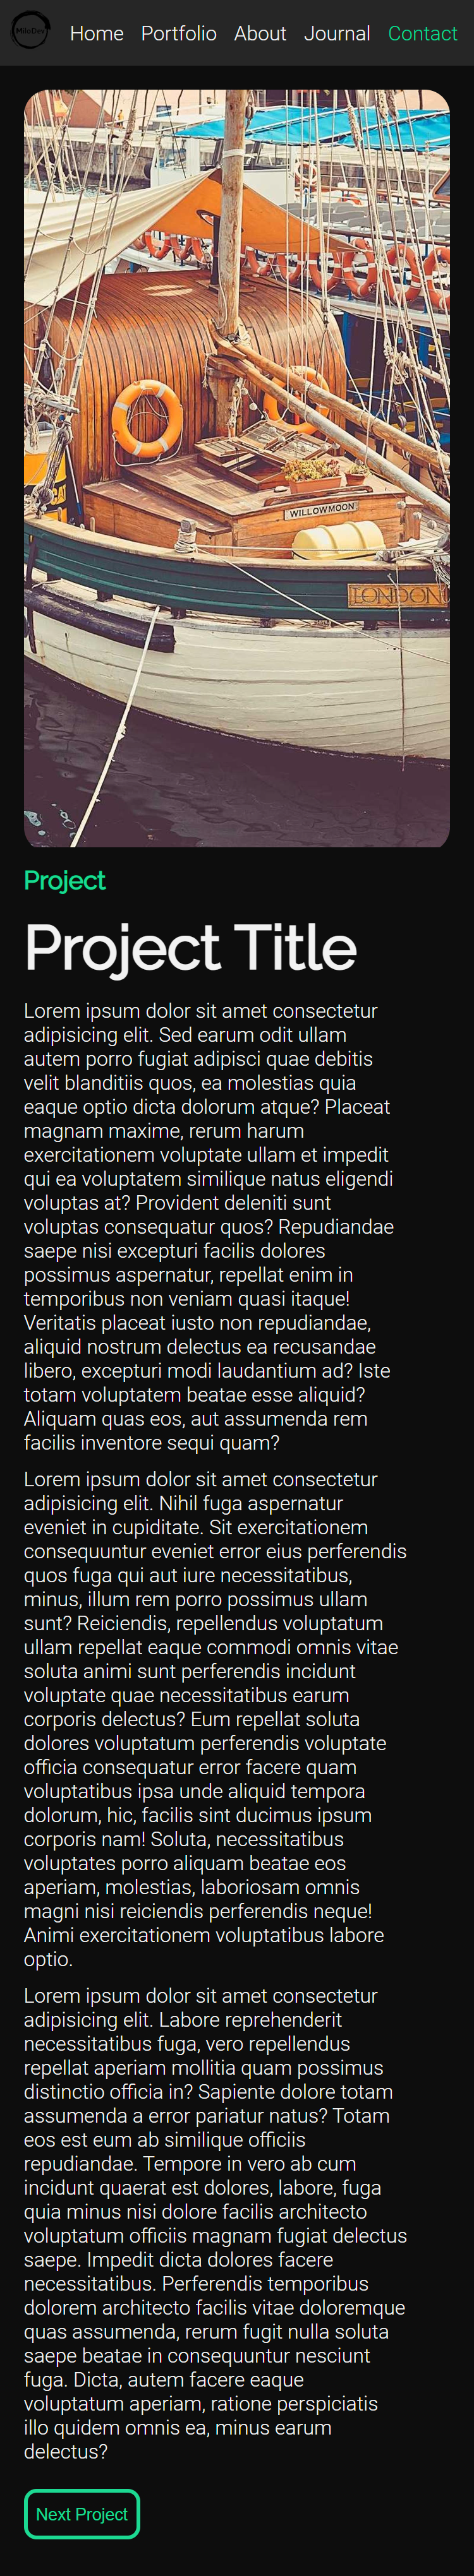 MiloDev
Home Portfolio About Journal Contact
WILLOWMOON
LONDON
Project
Project Title
Lorem ipsum dolor sit amet consectetur
adipisicing elit. Sed earum odit ullam
autem porro fugiat adipisci quae debitis
velit blanditiis quos, ea molestias quia
eaque optio dicta dolorum atque? Placeat
magnam maxime, rerum harum
exercitationem voluptate ullam et impedit
qui ea voluptatem similique natus eligendi
voluptas at? Provident deleniti sunt
voluptas consequatur quos? Repudiandae
saepe nisi excepturi facilis dolores
possimus aspernatur, repellat enim in
temporibus non veniam quasi itaque!
Veritatis placeat iusto non repudiandae,
aliquid nostrum delectus ea recusandae
libero, excepturi modi laudantium ad? Iste
totam voluptatem beatae esse aliquid?
Aliquam quas eos, aut assumenda rem
facilis inventore sequi quam?
Lorem ipsum dolor sit amet consectetur
adipisicing elit. Nihil fuga aspernatur
eveniet in cupiditate. Sit exercitationem
consequuntur eveniet error eius perferendis
quos fuga qui aut iure necessitatibus,
minus, illum rem porro possimus ullam
sunt? Reiciendis, repellendus voluptatum
ullam repellat eaque commodi omnis vitae
soluta animi sunt perferendis incidunt
voluptate quae necessitatibus earum
corporis delectus? Eum repellat soluta
dolores voluptatum perferendis voluptate
officia consequatur error facere quam
voluptatibus ipsa unde aliquid tempora
dolorum, hic, facilis sint ducimus ipsum
corporis nam! Soluta, necessitatibus
voluptates porro aliquam beatae eos
aperiam, molestias, laboriosam omnis
magni nisi reiciendis perferendis neque!
Animi exercitationem voluptatibus labore
optio.
Lorem ipsum dolor sit amet consectetur
adipisicing elit. Labore reprehenderit
necessitatibus fuga, vero repellendus
repellat aperiam mollitia quam possimus
distinctio officia in? Sapiente dolore totam
assumenda a error pariatur natus? Totam
eos est eum ab similique officiis
repudiandae. Tempore in vero ab cum
incidunt quaerat est dolores, labore, fuga
quia minus nisi dolore facilis architecto
voluptatum officiis magnam fugiat delectus
saepe. Impedit dicta dolores facere
necessitatibus. Perferendis temporibus
dolorem architecto facilis vitae doloremque
quas assumenda, rerum fugit nulla soluta
saepe beatae in consequuntur nesciunt
fuga. Dicta, autem facere eaque
voluptatum aperiam, ratione perspiciatis
illo quidem omnis ea, minus earum
delectus?
Next Project